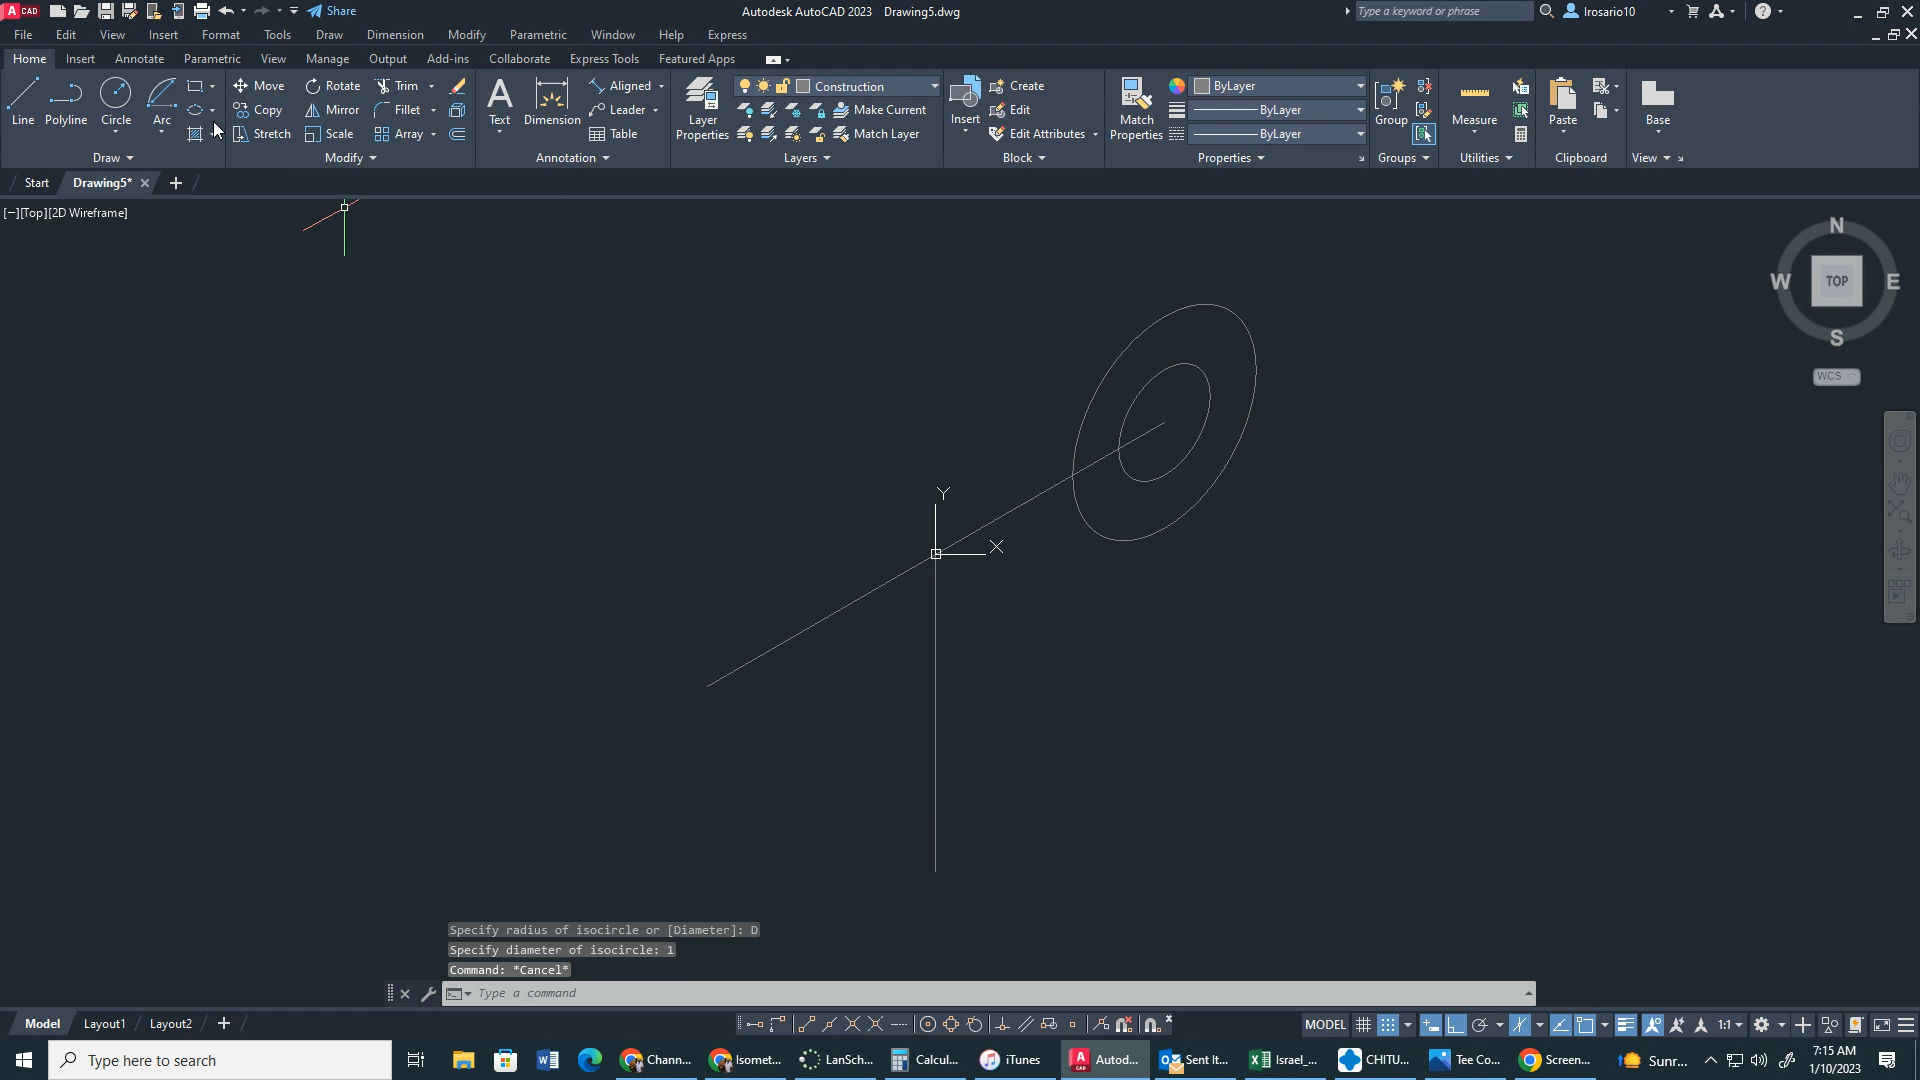 CAD
Share
Autodesk AutoCAD 2023 Drawing5.dwg
Type a keyword or phrase
lrosario10
File Edit View Insert Format Tools Draw Dimension Modify Parametric Window Help Express
Home Insert Annotate Parametric View Manage Output Add-ins Collaborate Express Tools Featured Apps
Line Polyline Circle Arc
Move Rotate Trim
Copy Mirror Fillet
Stretch Scale Array
Text Dimension
Aligned
Leader
Table
Layer Properties
Construction
Make Current
Match Layer
Insert
Create
Edit
Edit Attributes
Match Properties
ByLayer
ByLayer
ByLayer
Group
Measure
Paste
Base
Draw Modify Annotation Layers Block Properties Groups Utilities Clipboard View
Start Drawing5*
[−][Top][2D Wireframe]
N
W TOP E
S
WCS
Y
X
Specify radius of isocircle or [Diameter]: D
Specify diameter of isocircle: 1
Command: *Cancel*
Type a command
Model Layout1 Layout2
MODEL
1:1
Type here to search
Chann...
Isomet...
LanSch...
Calcul...
iTunes
Autod...
Sent It...
Israel_...
CHITU...
Tee Co...
Screen...
Sunr...
7:15 AM
1/10/2023